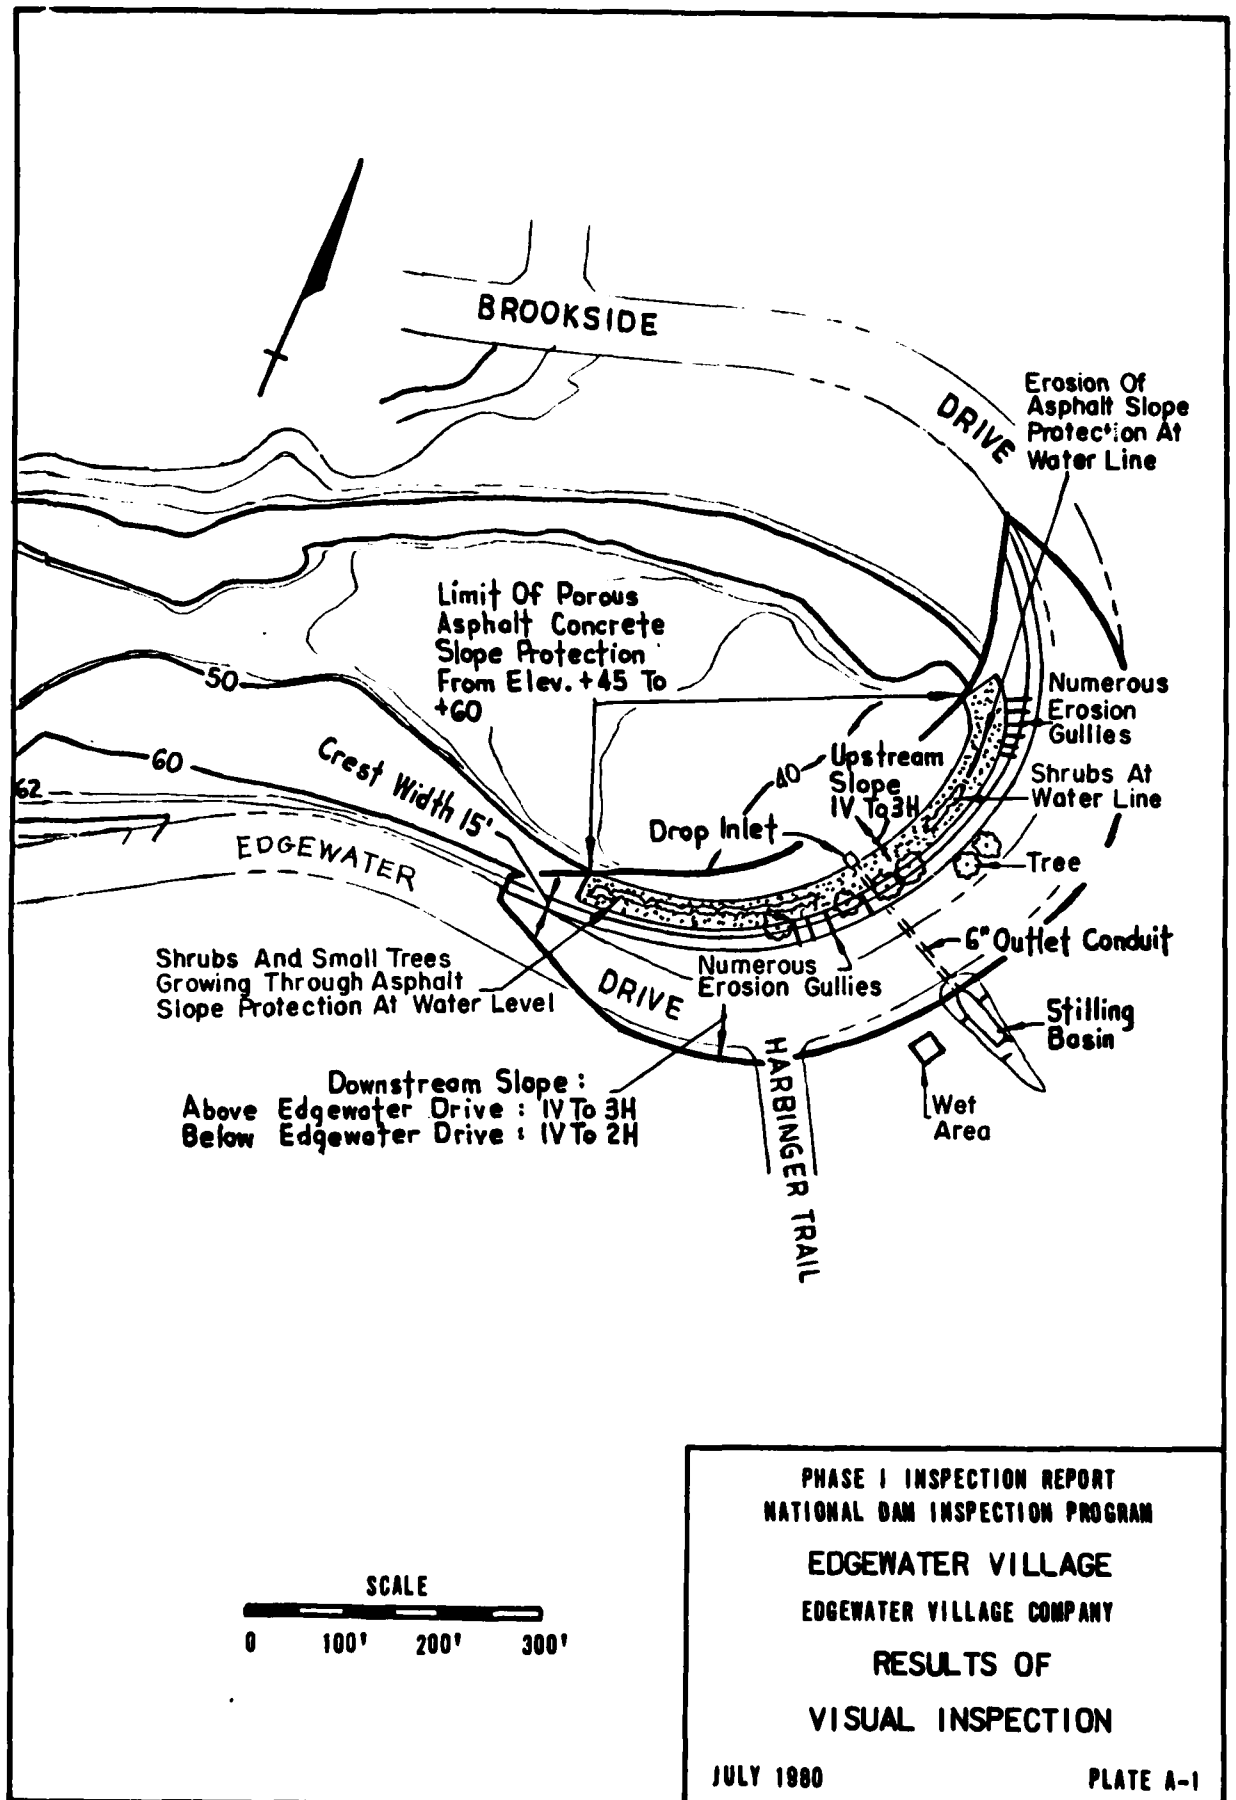 BROOKSIDE
DRIVE
Erosion Of
Asphalt Slope
Protection At
Water Line
Limit Of Porous
Asphalt Concrete
Slope Protection
From Elev. +45 To
+60
50
Numerous
Erosion
Gullies
60
Crest Width 15'
40
Upstream
Slope
1V To 3H
Shrubs At
Water Line
62
Drop Inlet
EDGEWATER
Tree
6" Outlet Conduit
Shrubs And Small Trees
Growing Through Asphalt
Slope Protection At Water Level
DRIVE
Numerous
Erosion Gullies
Stilling
Basin
HARBINGER TRAIL
Downstream Slope :
Above Edgewater Drive : 1V To 3H
Below Edgewater Drive : 1V To 2H
Wet
Area
PHASE I INSPECTION REPORT
NATIONAL DAM INSPECTION PROGRAM
EDGEWATER VILLAGE
EDGEWATER VILLAGE COMPANY
RESULTS OF
VISUAL INSPECTION
JULY 1980
PLATE A-1
SCALE
0 100' 200' 300'